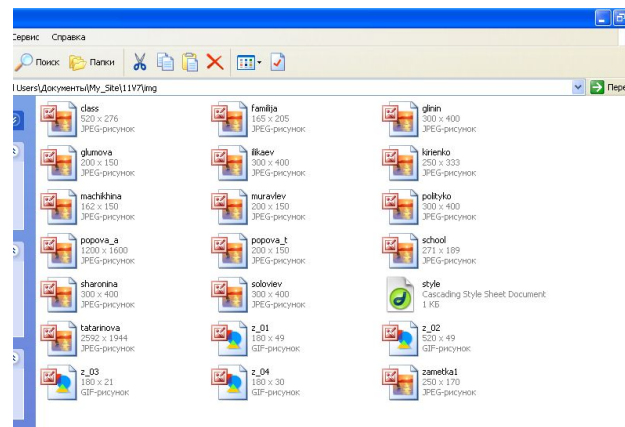 Сервис Справка
Поиск Папки
Users\Документы\My_Site\11V7\img
class
520 x 276
JPEG-рисунок
familija
165 x 205
JPEG-рисунок
glinin
300 x 400
JPEG-рисунок
glumova
200 x 150
JPEG-рисунок
ilikaev
300 x 400
JPEG-рисунок
kirienko
250 x 333
JPEG-рисунок
machikhina
162 x 150
JPEG-рисунок
muravlev
200 x 150
JPEG-рисунок
polityko
300 x 400
JPEG-рисунок
popova_a
1200 x 1600
JPEG-рисунок
popova_t
200 x 150
JPEG-рисунок
school
271 x 189
JPEG-рисунок
sharonina
300 x 400
JPEG-рисунок
soloviev
300 x 400
JPEG-рисунок
style
Cascading Style Sheet Document
1 КБ
tatarinova
2592 x 1944
JPEG-рисунок
z_01
180 x 49
GIF-рисунок
z_02
520 x 49
GIF-рисунок
z_03
180 x 21
GIF-рисунок
z_04
180 x 30
GIF-рисунок
zametka1
250 x 170
JPEG-рисунок